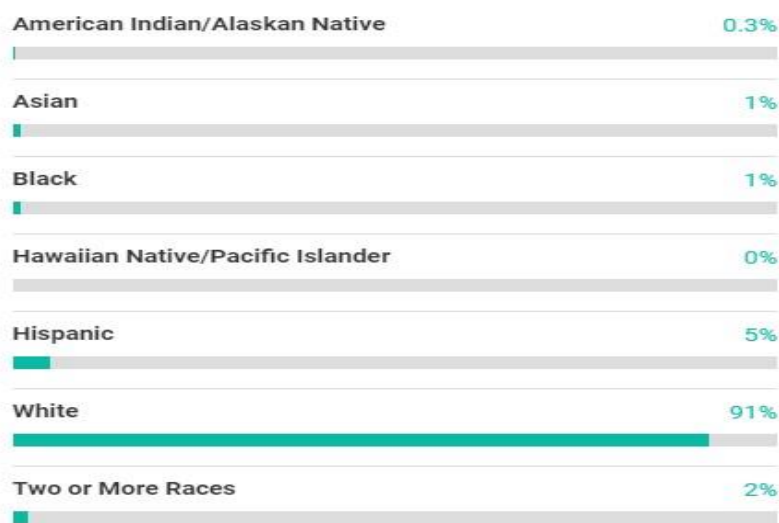 American Indian/Alaskan Native 0.3%
Asian 1%
Black 1%
Hawaiian Native/Pacific Islander 0%
Hispanic 5%
White 91%
Two or More Races 2%